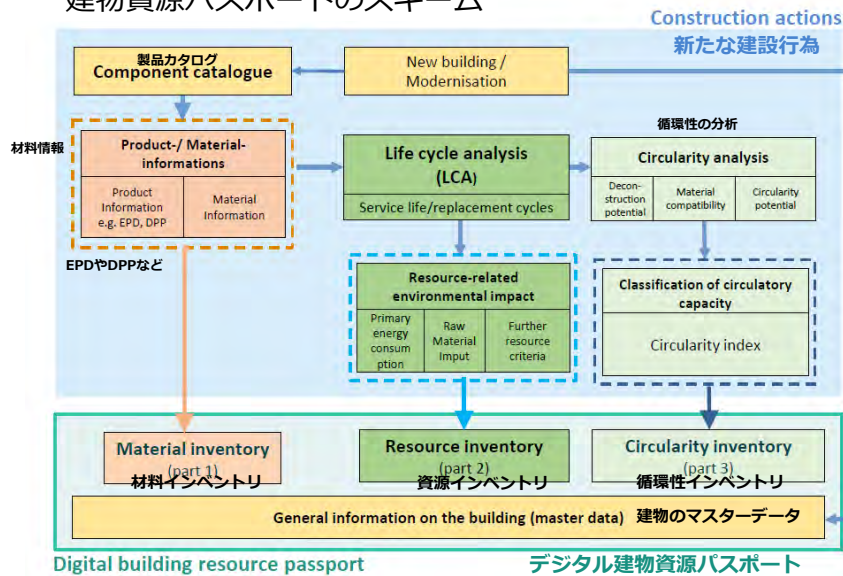 建物資源パスポートのスキーム
Construction actions
新たな建設行為
製品カタログ
Component catalogue
New building /
Modernisation
材料情報
Product-/ Material-
informations
Product
Information
e.g. EPD, DPP
Material
Information
EPDやDPPなど
Life cycle analysis
(LCA)
Service life/replacement cycles
循環性の分析
Circularity analysis
Decon-
struction
potential
Material
compatibility
Circularity
potential
Resource-related
environmental impact
Primary
energy
consum
ption
Raw
Material
Imput
Further
resource
criteria
Classification of circulatory
capacity
Circularity index
Material inventory
(part 1)
材料インベントリ
Resource inventory
(part 2)
資源インベントリ
Circularity inventory
(part 3)
循環性インベントリ
General information on the building (master data) 建物のマスターデータ
Digital building resource passport
デジタル建物資源パスポート